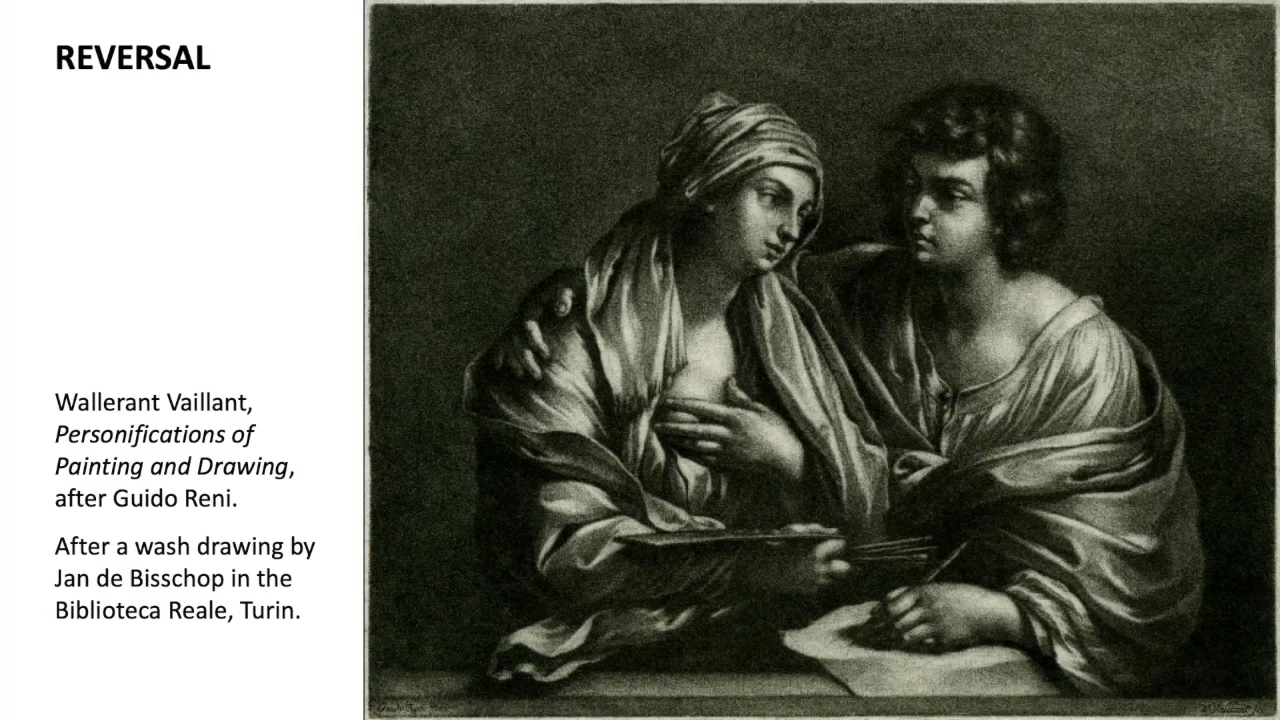 REVERSAL
Wallerant Vaillant,
Personifications of
Painting and Drawing,
after Guido Reni.
After a wash drawing by
Jan de Bisschop in the
Biblioteca Reale, Turin.